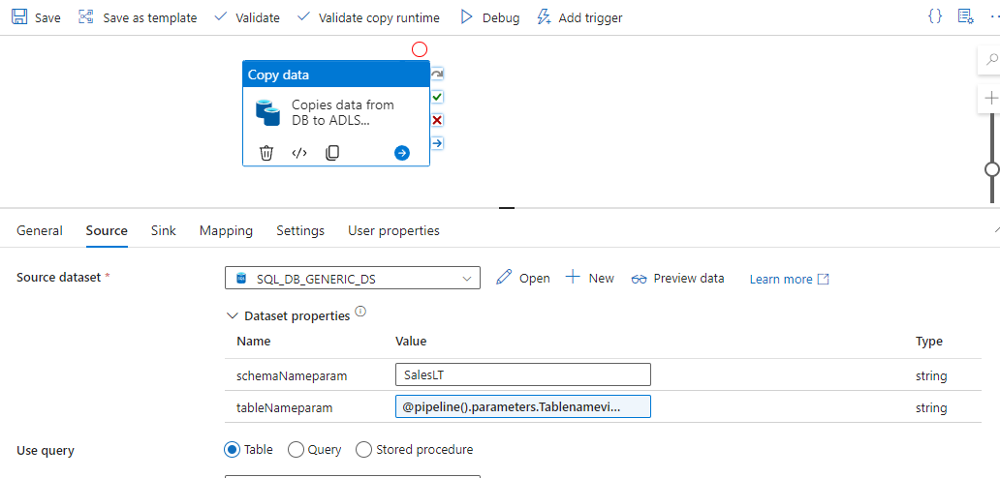 Save Save as template Validate Validate copy runtime Debug Add trigger {}
Copy data
Copies data from
DB to ADLS...
</>
General Source Sink Mapping Settings User properties
Source dataset * SQL_DB_GENERIC_DS Open New Preview data Learn more
Dataset properties
Name Value Type
schemaNameparam SalesLT string
tableNameparam @pipeline().parameters.Tablenamevi... string
Use query Table Query Stored procedure